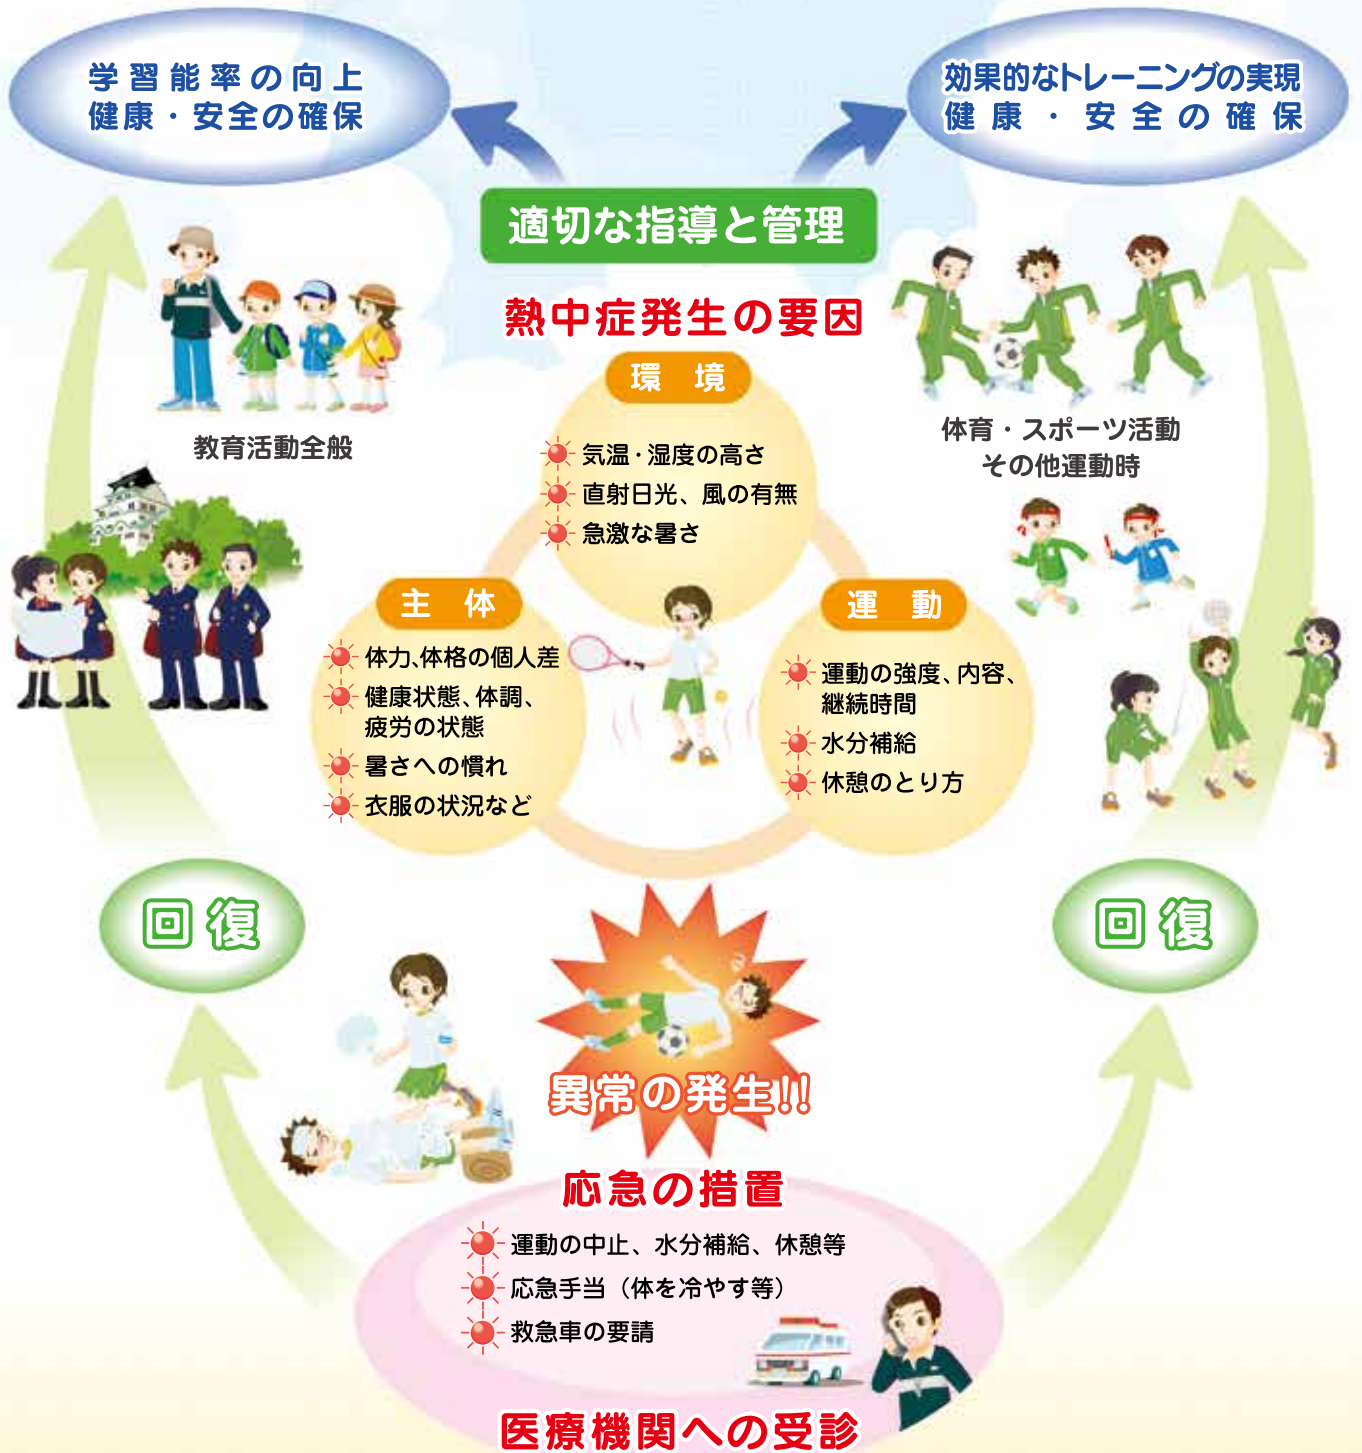 学習能率の向上
健康・安全の確保
効果的なトレーニングの実現
健康・安全の確保
適切な指導と管理
熱中症発生の要因
環 境
気温・湿度の高さ
直射日光、風の有無
急激な暑さ
教育活動全般
体育・スポーツ活動
その他運動時
主 体
体力、体格の個人差
健康状態、体調、
疲労の状態
暑さへの慣れ
衣服の状況など
運 動
運動の強度、内容、
継続時間
水分補給
休憩のとり方
回復
回復
異常の発生!!
応急の措置
運動の中止、水分補給、休憩等
応急手当（体を冷やす等）
救急車の要請
医療機関への受診